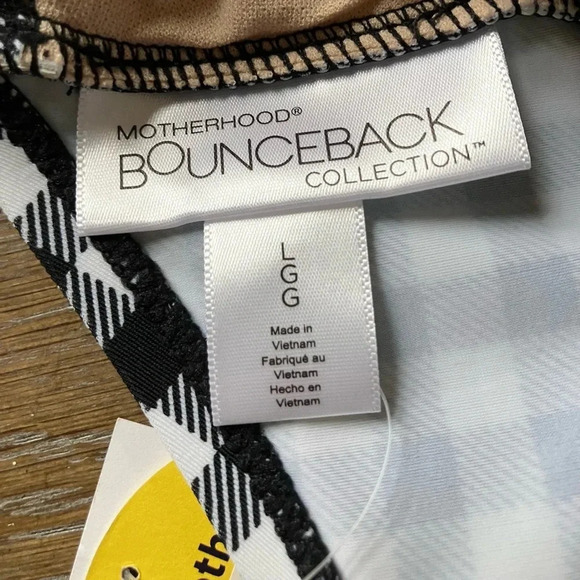 MOTHERHOOD®
BOUNCEBACK
COLLECTION™
L
G
G
Made in
Vietnam
Fabriqué au
Vietnam
Hecho en
Vietnam